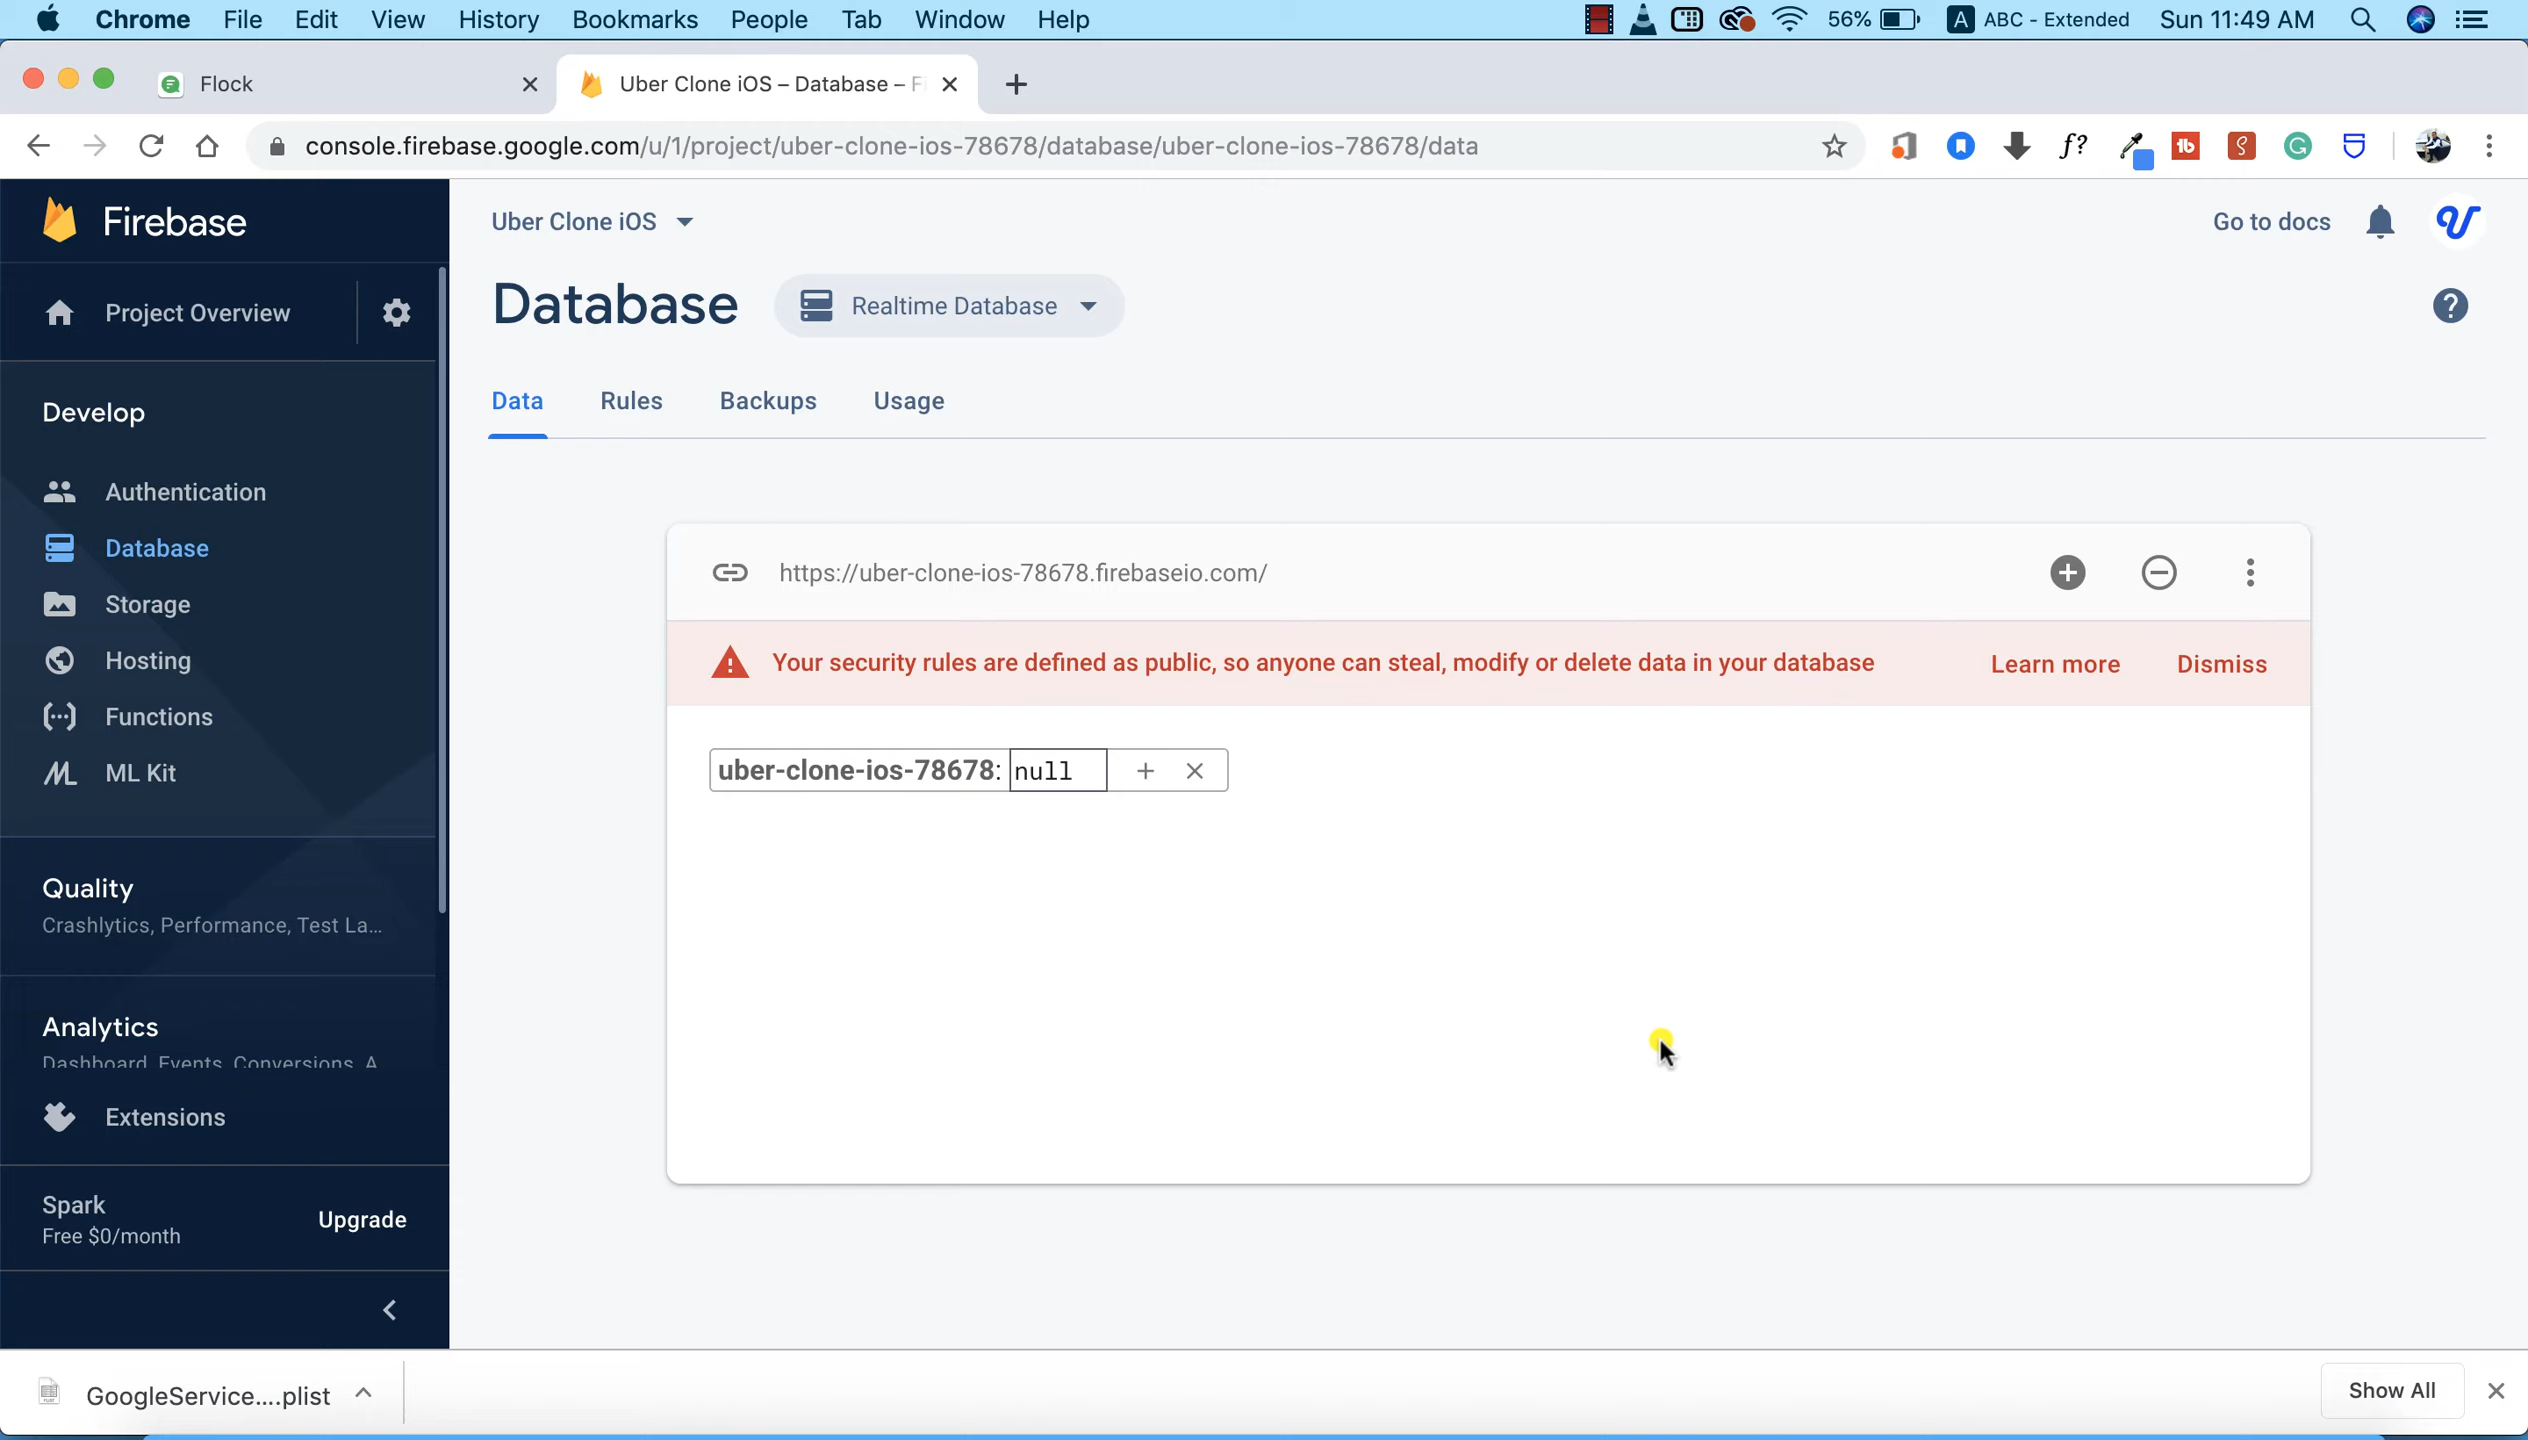 Chrome File Edit View History Bookmarks People Tab Window Help 56% A ABC - Extended Sun 11:49 AM
Flock
Uber Clone iOS – Database – Fi
console.firebase.google.com/u/1/project/uber-clone-ios-78678/database/uber-clone-ios-78678/data
Firebase
Uber Clone iOS
Go to docs
Project Overview
Database
Realtime Database
Data Rules Backups Usage
Develop
Authentication
Database
Storage
Hosting
Functions
ML Kit
https://uber-clone-ios-78678.firebaseio.com/
Your security rules are defined as public, so anyone can steal, modify or delete data in your database
Learn more
Dismiss
uber-clone-ios-78678: null
Quality
Crashlytics, Performance, Test La...
Analytics
Dashboard, Events, Conversions, A
Extensions
Spark
Free $0/month
Upgrade
GoogleService....plist
Show All